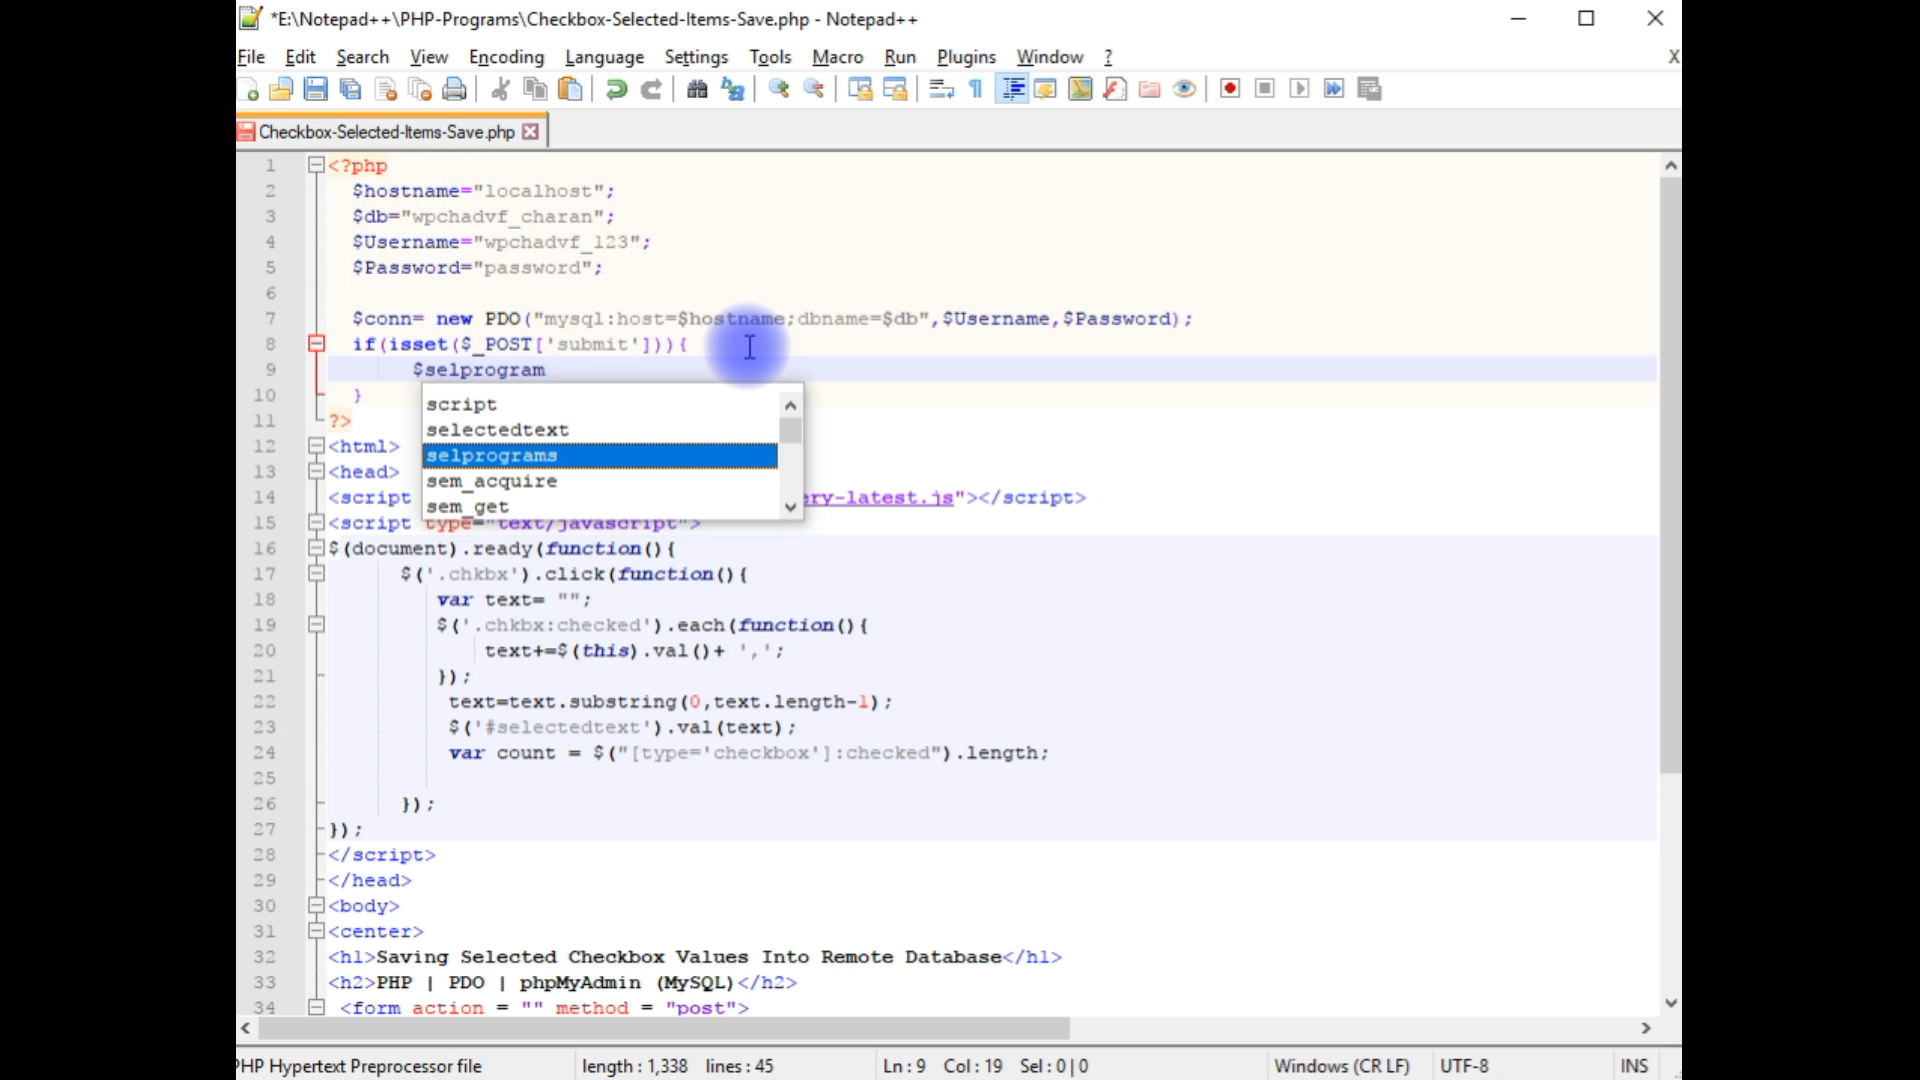 *E:\Notepad++\PHP-Programs\Checkbox-Selected-Items-Save.php - Notepad++
File Edit Search View Encoding Language Settings Tools Macro Run Plugins Window ? X
Checkbox-Selected-Items-Save.php
1 <?php
2 $hostname="localhost";
3 $db="wpchadvf_charan";
4 $Username="wpchadvf_123";
5 $Password="password";
6
7 $conn= new PDO("mysql:host=$hostname;dbname=$db",$Username,$Password);
8 if(isset($_POST['submit'])){
9 $selprogram
10 }
script
11 ?>
selectedtext
12 <html>
selprograms
13 <head>
sem_acquire
14 <script ry-latest.js"></script>
sem_get
15 <script type="text/javascript">
16 $(document).ready(function(){
17 $('.chkbx').click(function(){
18 var text= "";
19 $('.chkbx:checked').each(function(){
20 text+=$(this).val()+ ',';
21 });
22 text=text.substring(0,text.length-1);
23 $('#selectedtext').val(text);
24 var count = $("[type='checkbox']:checked").length;
25
26 });
27 });
28 </script>
29 </head>
30 <body>
31 <center>
32 <h1>Saving Selected Checkbox Values Into Remote Database</h1>
33 <h2>PHP | PDO | phpMyAdmin (MySQL)</h2>
34 <form action = "" method = "post">
PHP Hypertext Preprocessor file length : 1,338 lines : 45 Ln : 9 Col : 19 Sel : 0 | 0 Windows (CR LF) UTF-8 INS